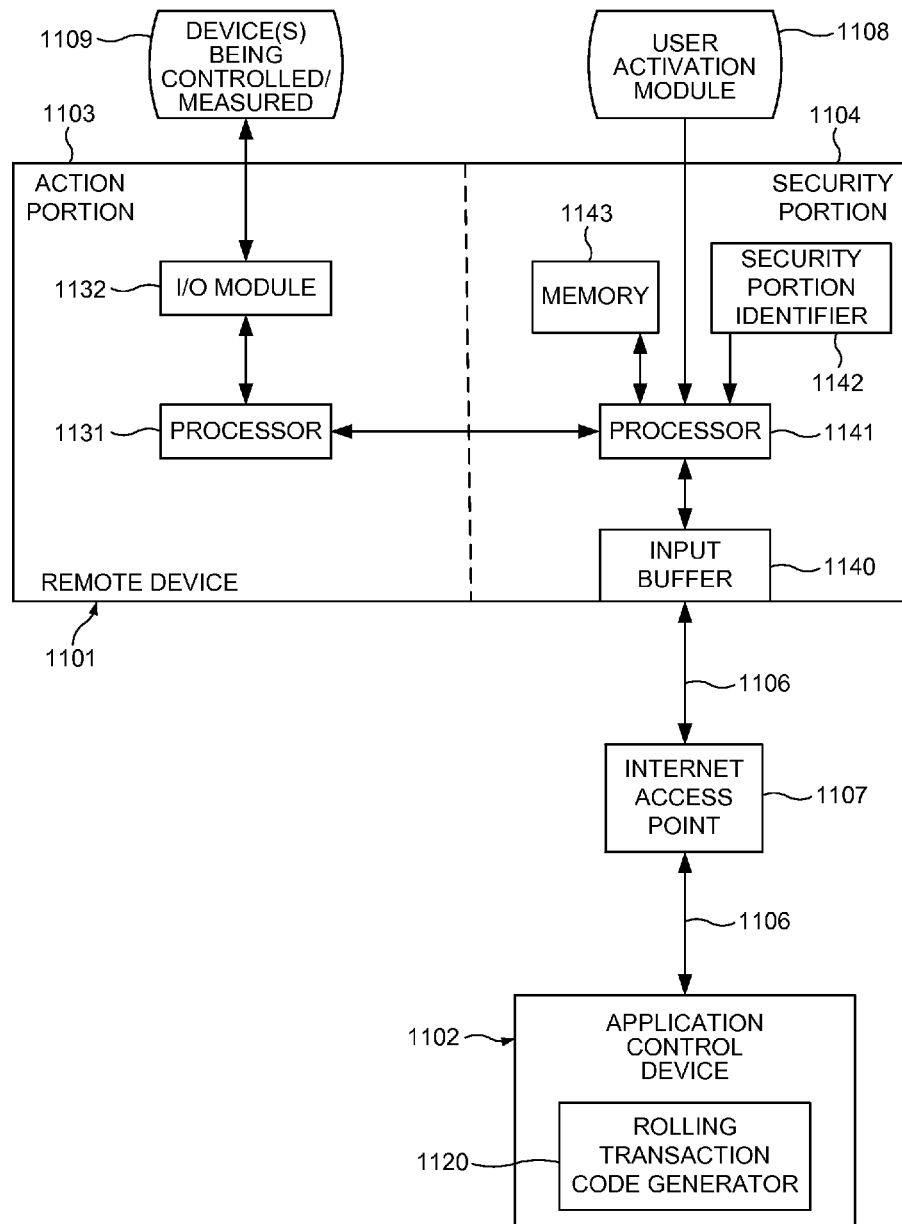 1109
DEVICE(S)
BEING
CONTROLLED/
MEASURED
USER
ACTIVATION
MODULE
1108
1103
1104
ACTION
PORTION
SECURITY
PORTION
1143
1132
I/O MODULE
MEMORY
SECURITY
PORTION
IDENTIFIER
1142
1131
PROCESSOR
PROCESSOR
1141
INPUT
BUFFER
1140
REMOTE DEVICE
1101
1106
INTERNET
ACCESS
POINT
1107
1106
1102
APPLICATION
CONTROL
DEVICE
1120
ROLLING
TRANSACTION
CODE GENERATOR